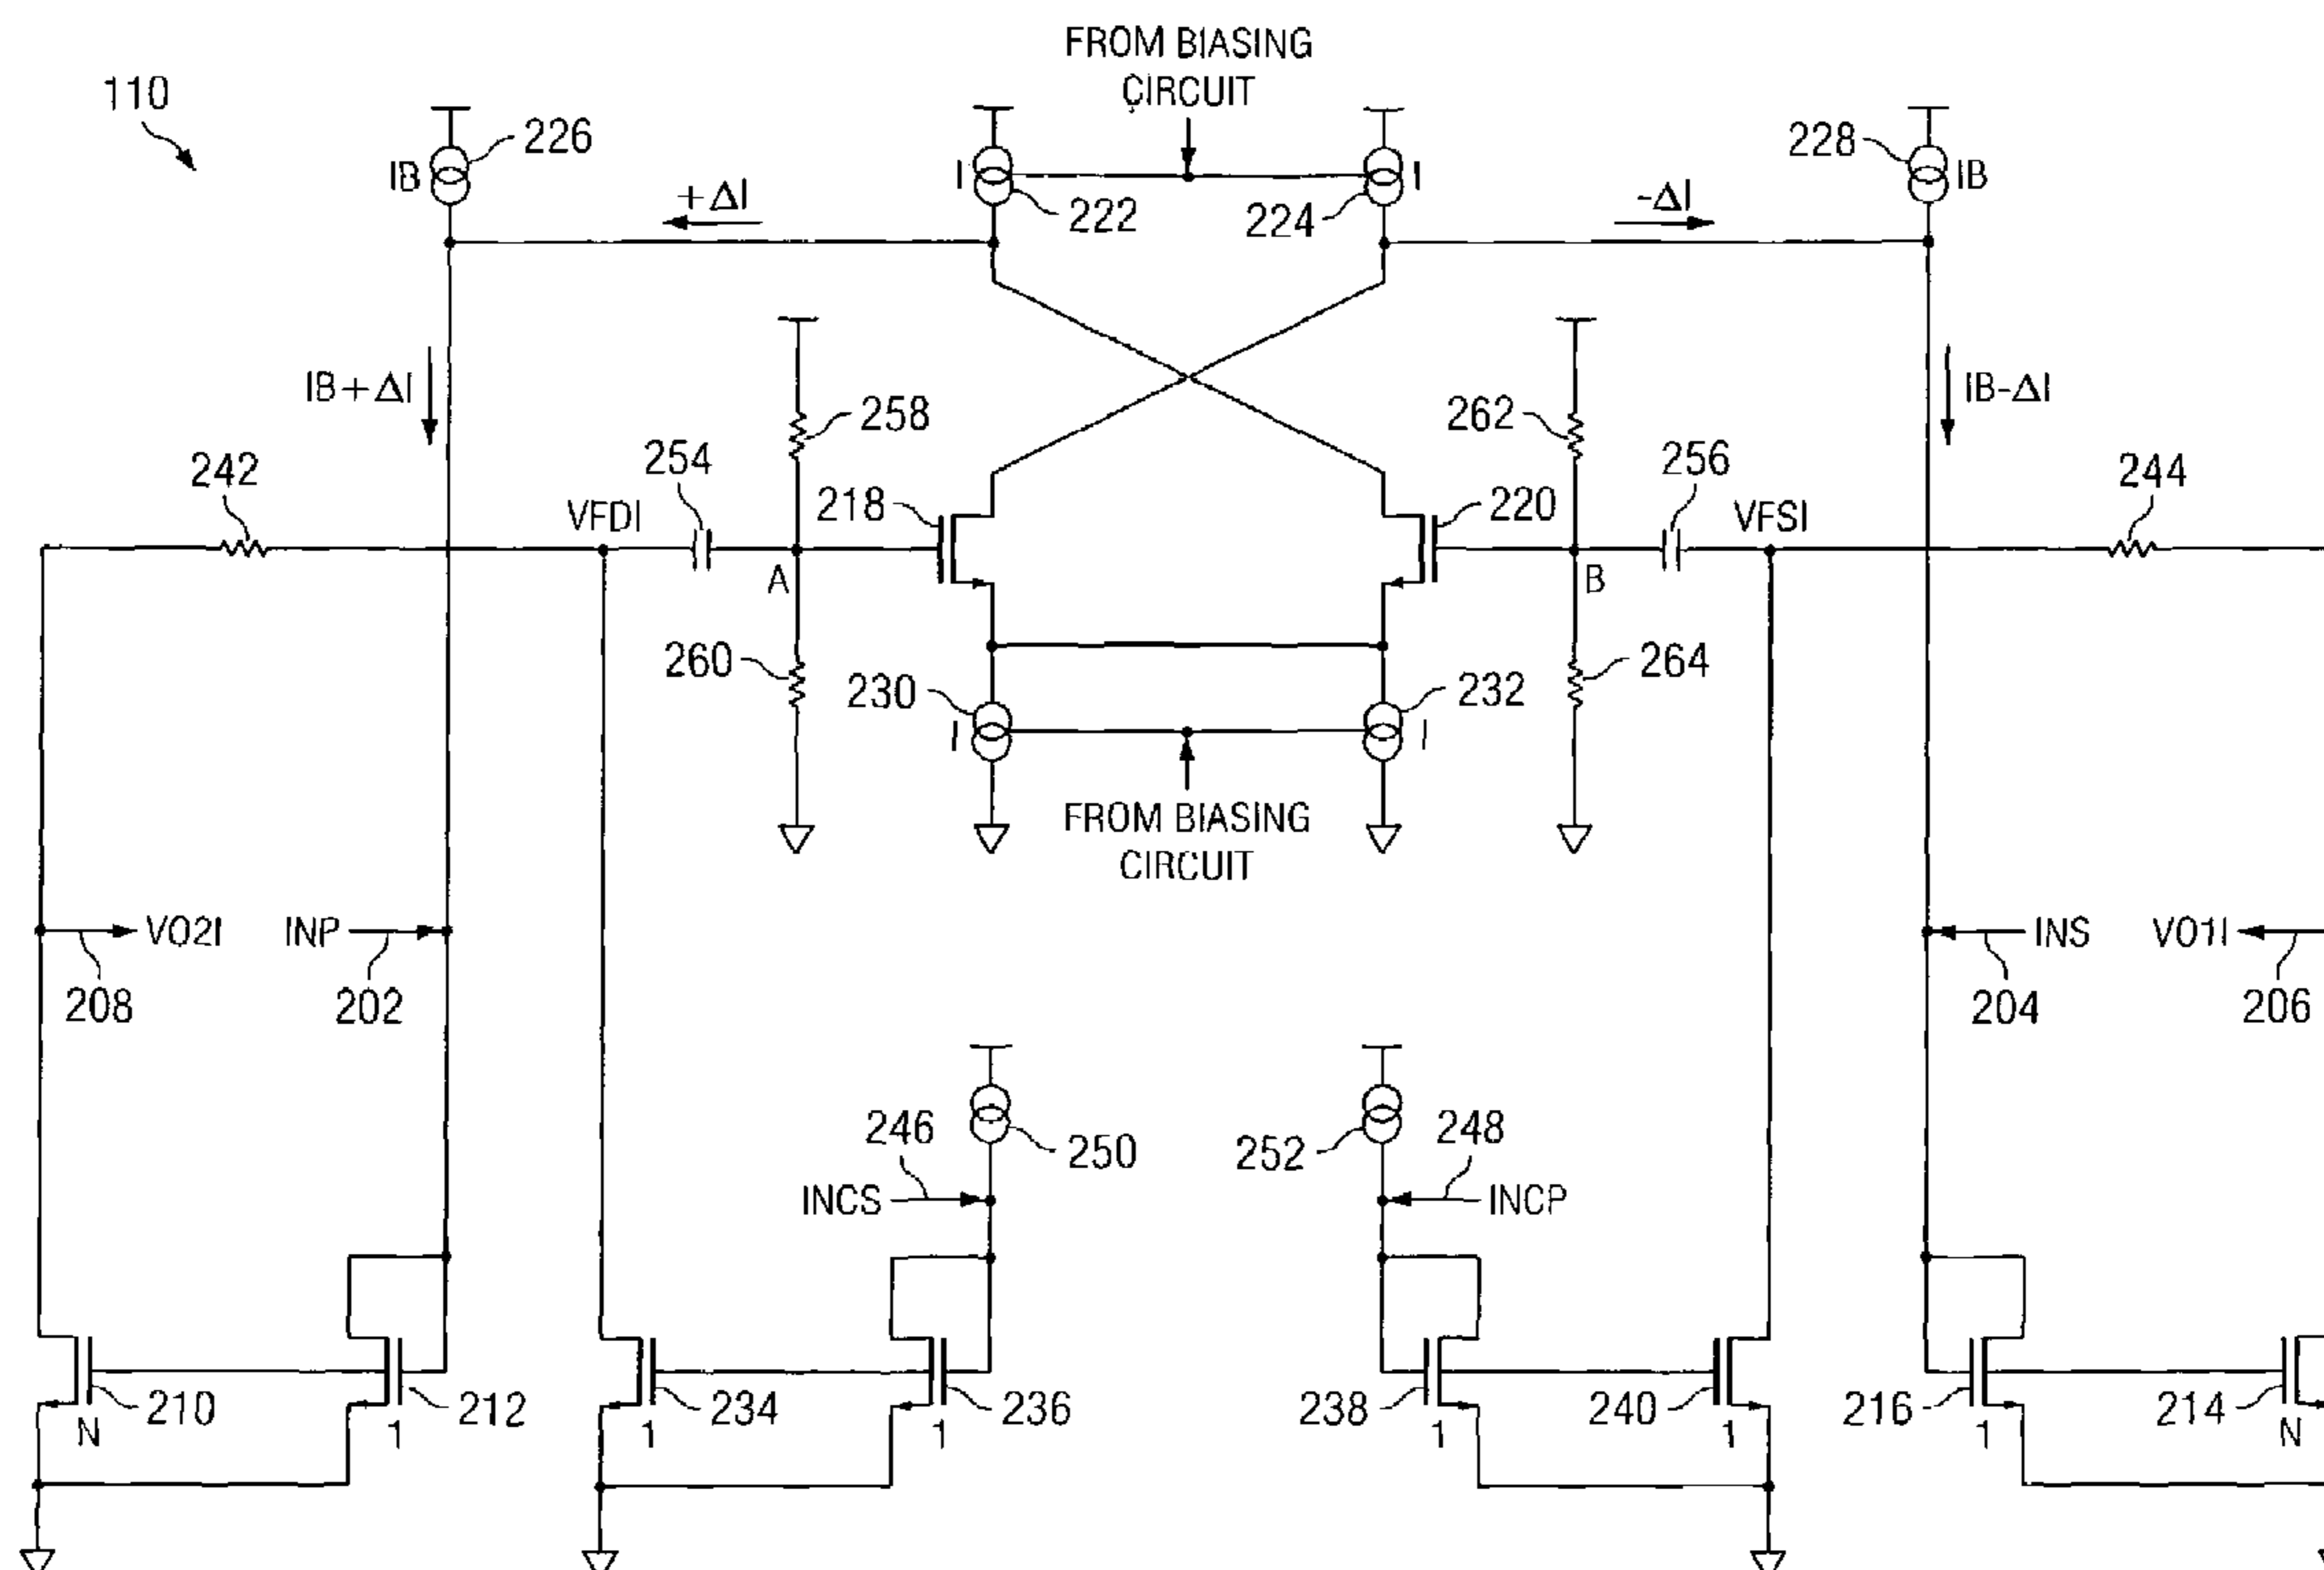 FROM BIASING
CIRCUIT
110
226
228
IB
I
I
IB
+ΔI
222
224
-ΔI
IB+ΔI
258
262
IB-ΔI
242
254
218
220
256
244
VFDI
VFSI
A
B
260
230
232
264
I
I
FROM BIASING
CIRCUIT
VO2I
INP
INS
VO1I
208
202
204
206
246
250
252
248
INCS
INCP
210
212
234
236
238
240
216
214
N
1
1
1
1
1
1
N